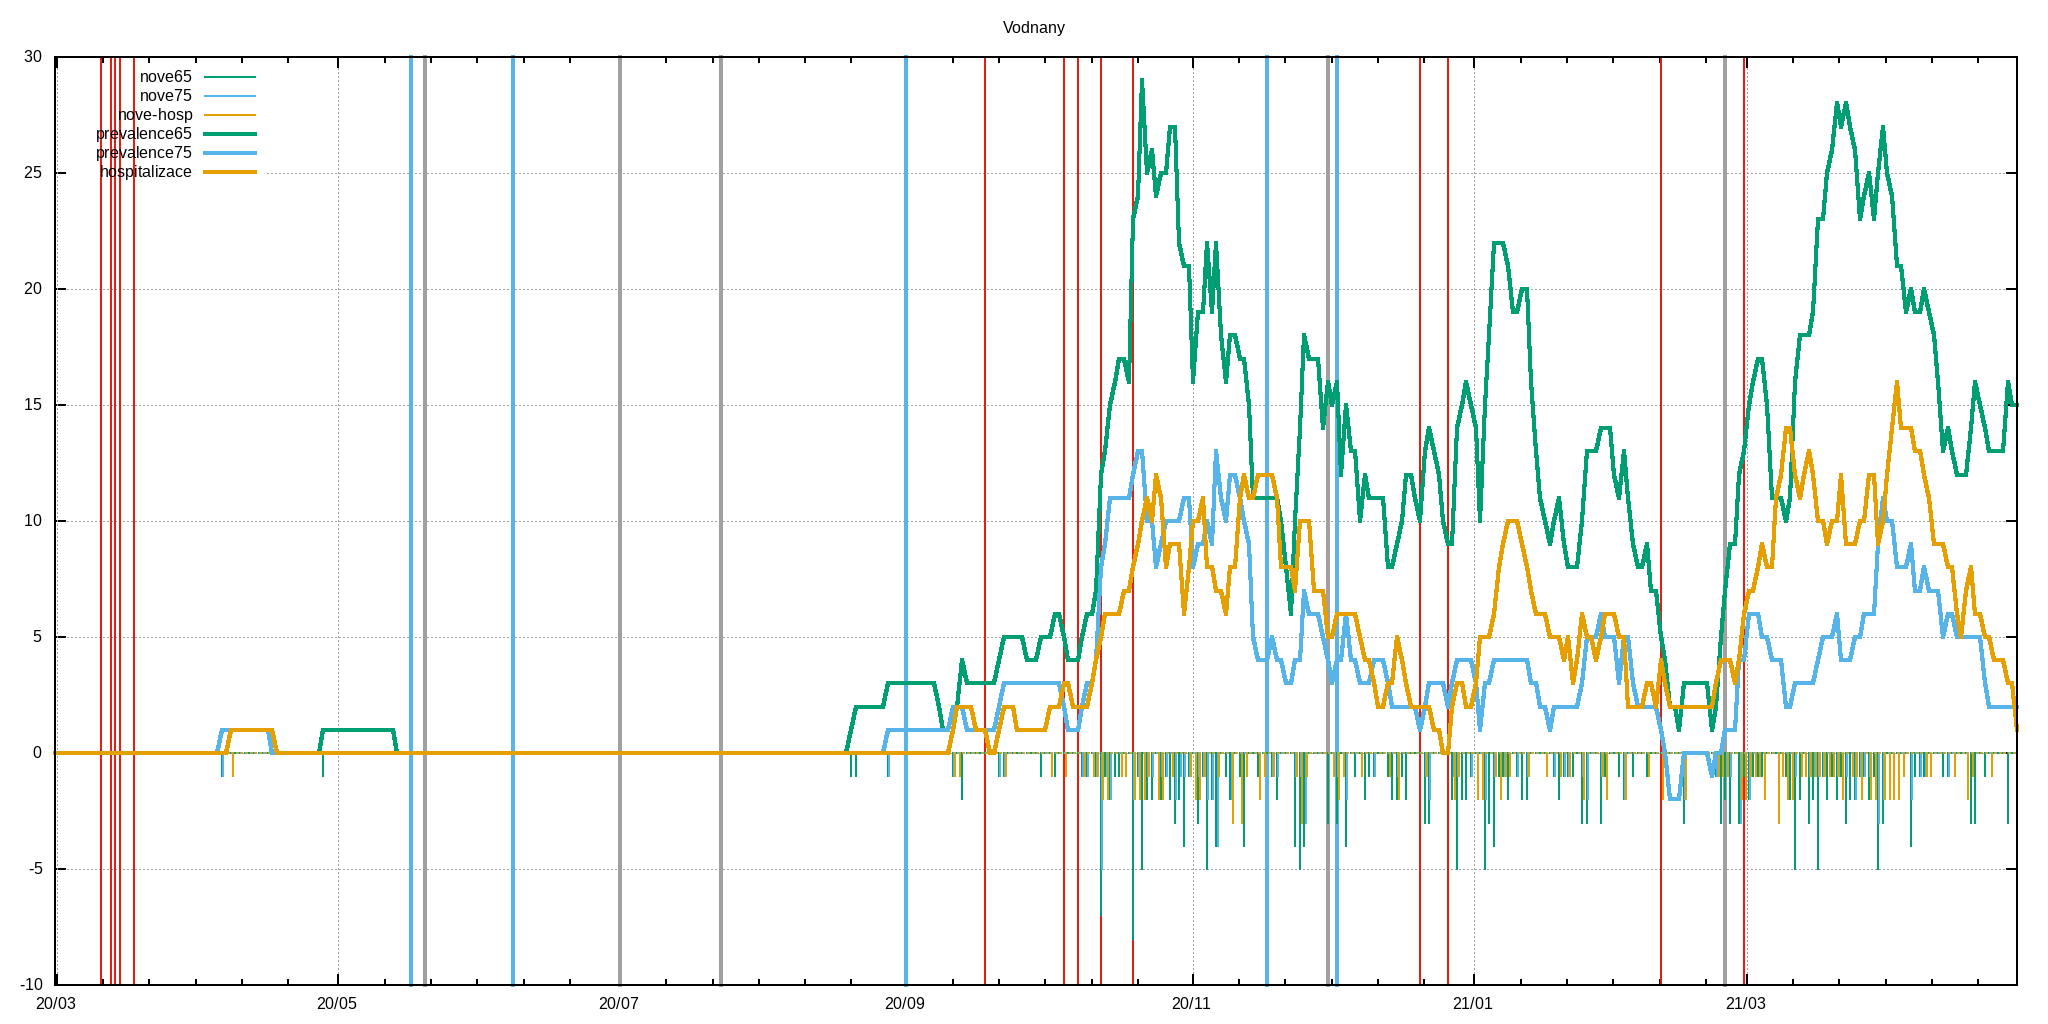 Vodnany
30
25
20
15
10
5
0
-5
-10
nove65
nove75
nove-hosp
prevalence65
prevalence75
hospitalizace
20/03 20/05 20/07 20/09 20/11 21/01 21/03